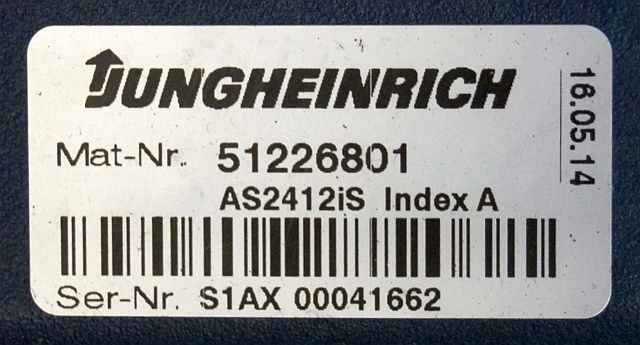 JUNGHEINRICH
Mat-Nr. 51226801
AS2412iS Index A
Ser-Nr. S1AX 00041662
16.05.14